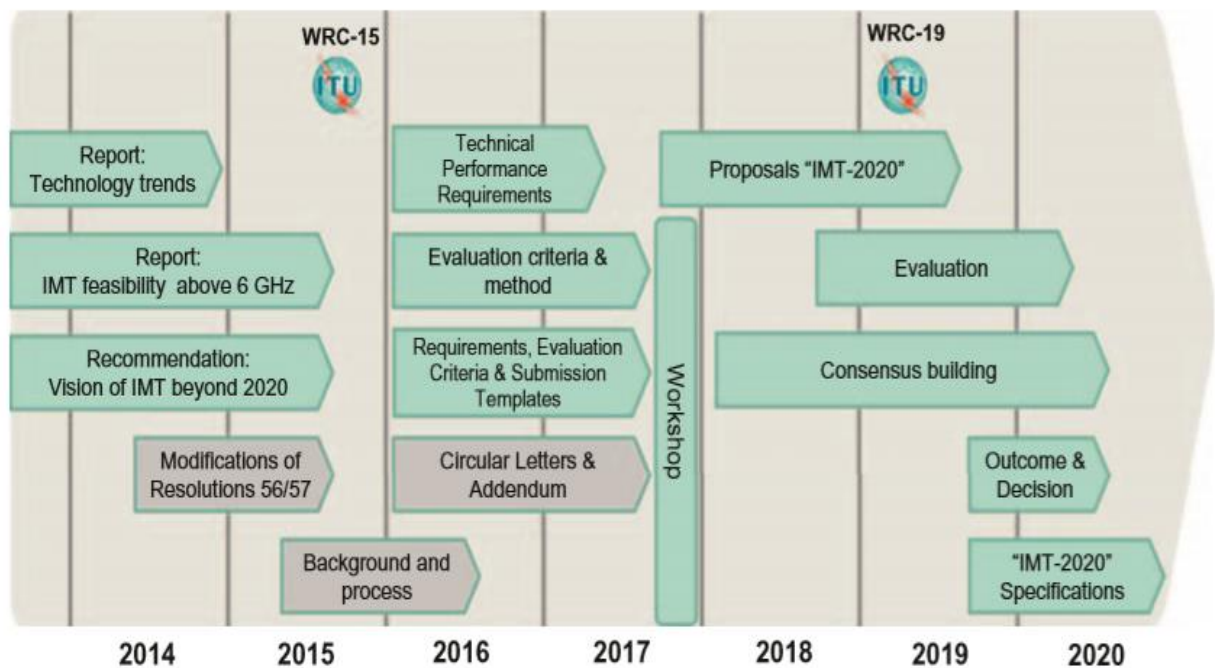 WRC-15
WRC-19
ITU
ITU
Report:
Technology trends
Technical
Performance
Requirements
Proposals “IMT-2020”
Report:
IMT feasibility above 6 GHz
Evaluation criteria &
method
Evaluation
Recommendation:
Vision of IMT beyond 2020
Requirements, Evaluation
Criteria & Submission
Templates
Workshop
Consensus building
Modifications of
Resolutions 56/57
Circular Letters &
Addendum
Outcome &
Decision
Background and
process
“IMT-2020”
Specifications
2014
2015
2016
2017
2018
2019
2020